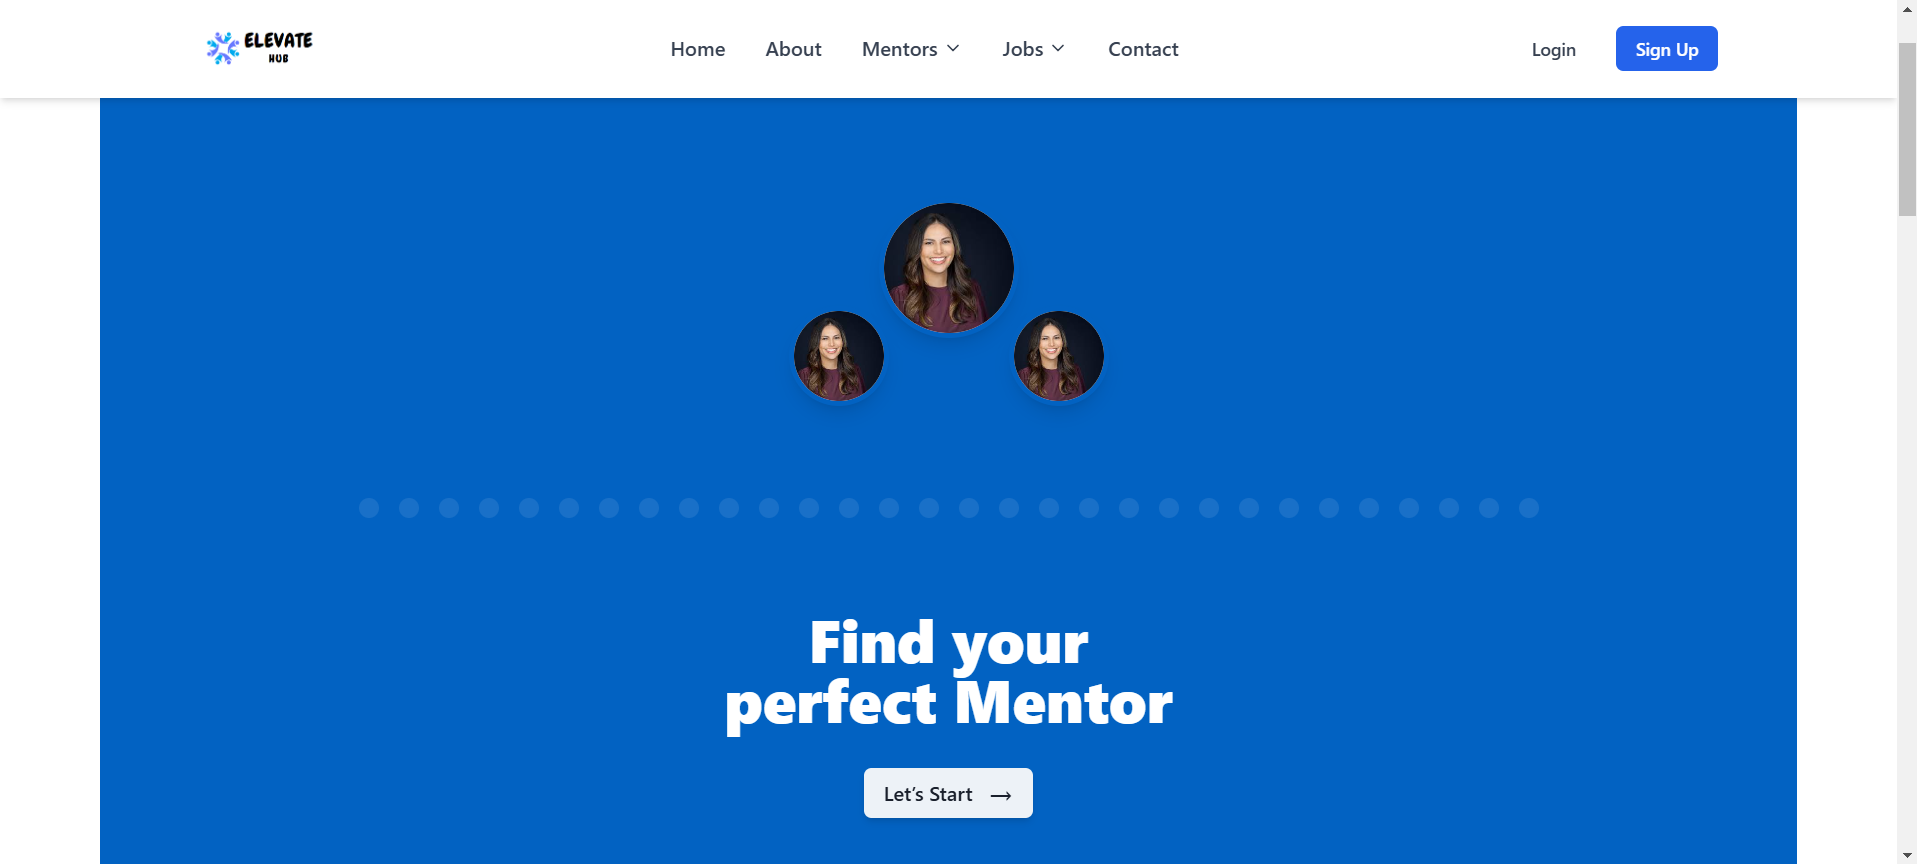 ELEVATE
HUB
Home
About
Mentors
Jobs
Contact
Login
Sign Up
Find your
perfect Mentor
Let’s Start →